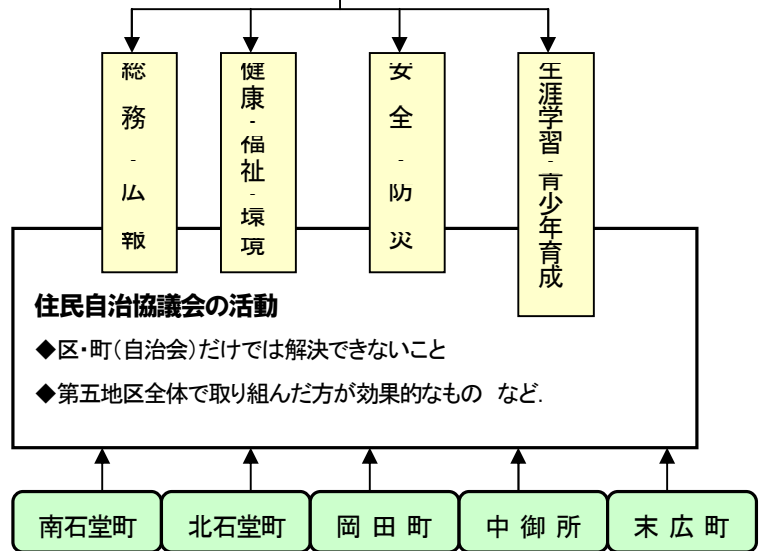 総務・広報
健康・福祉・環境
安全・防災
生涯学習・青少年育成
住民自治協議会の活動
◆区・町(自治会)だけでは解決できないこと
◆第五地区全体で取り組んだ方が効果的なもの など.
南石堂町
北石堂町
岡田町
中御所
末広町